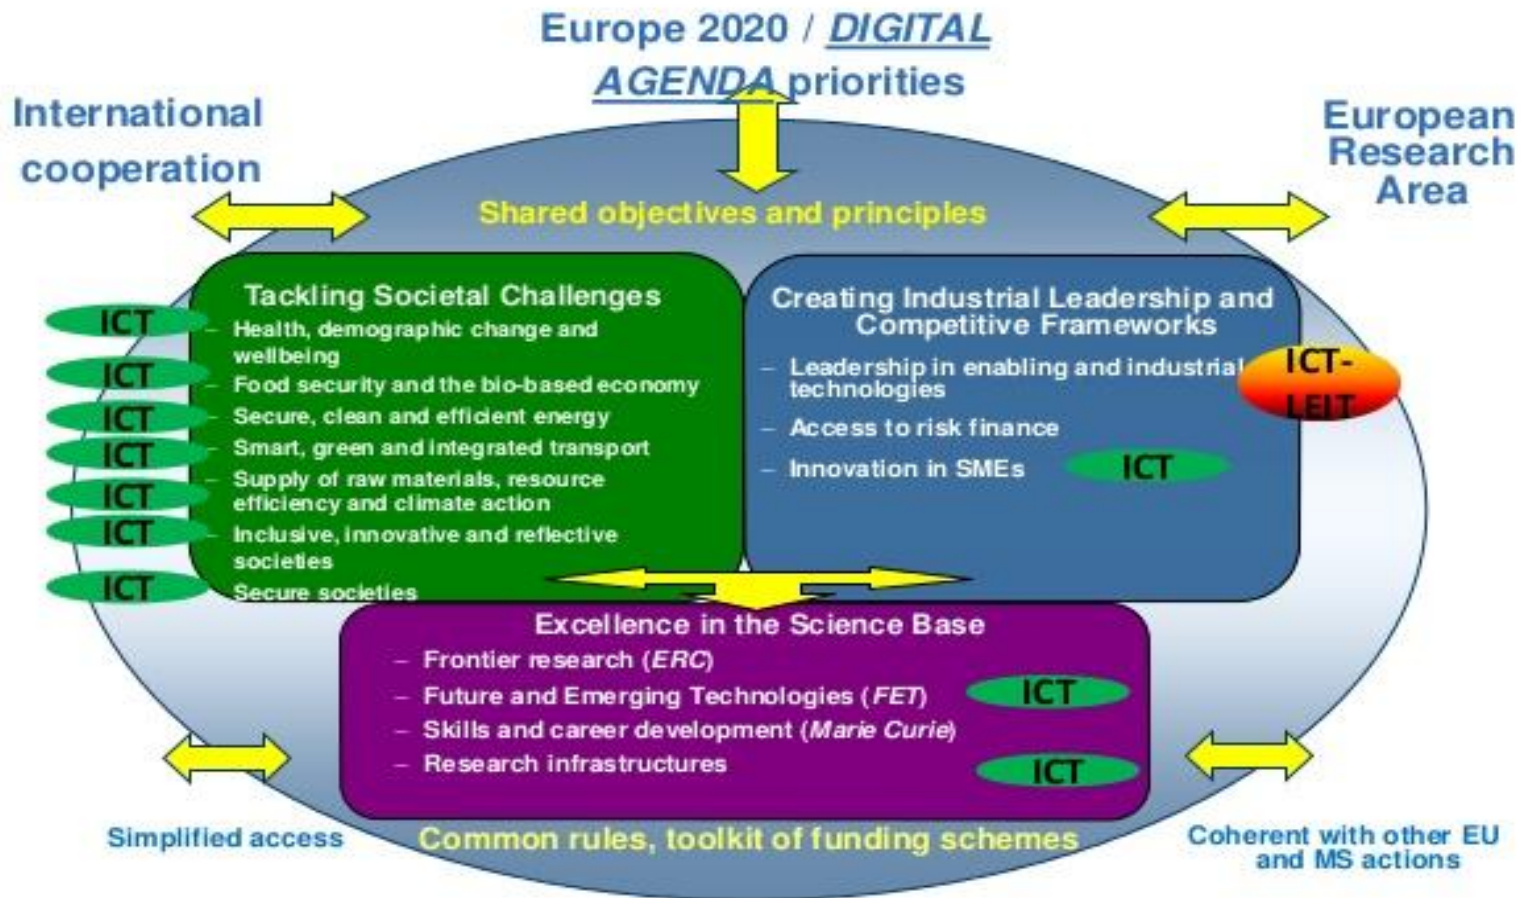 Europe 2020 / DIGITAL
AGENDA priorities
International
cooperation
European
Research
Area
Shared objectives and principles
Tackling Societal Challenges
ICT
– Health, demographic change and
wellbeing
ICT
– Food security and the bio-based economy
ICT
– Secure, clean and efficient energy
ICT
– Smart, green and integrated transport
ICT
– Supply of raw materials, resource
efficiency and climate action
ICT
– Inclusive, innovative and reflective
societies
ICT
– Secure societies
Creating Industrial Leadership and
Competitive Frameworks
– Leadership in enabling and industrial
technologies
ICT-
LEIT
– Access to risk finance
– Innovation in SMEs
ICT
Excellence in the Science Base
– Frontier research (ERC)
– Future and Emerging Technologies (FET)
ICT
– Skills and career development (Marie Curie)
– Research infrastructures
ICT
Simplified access
Common rules, toolkit of funding schemes
Coherent with other EU
and MS actions